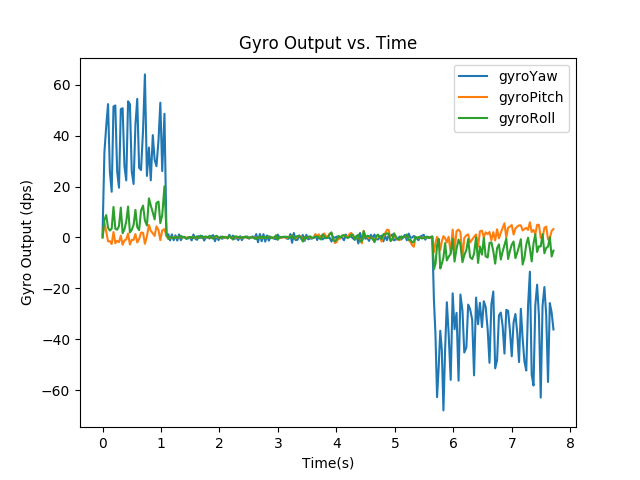 Gyro Output vs. Time
gyroYaw
gyroPitch
gyroRoll
60
40
20
0
−20
−40
−60
Gyro Output (dps)
0 1 2 3 4 5 6 7 8
Time(s)